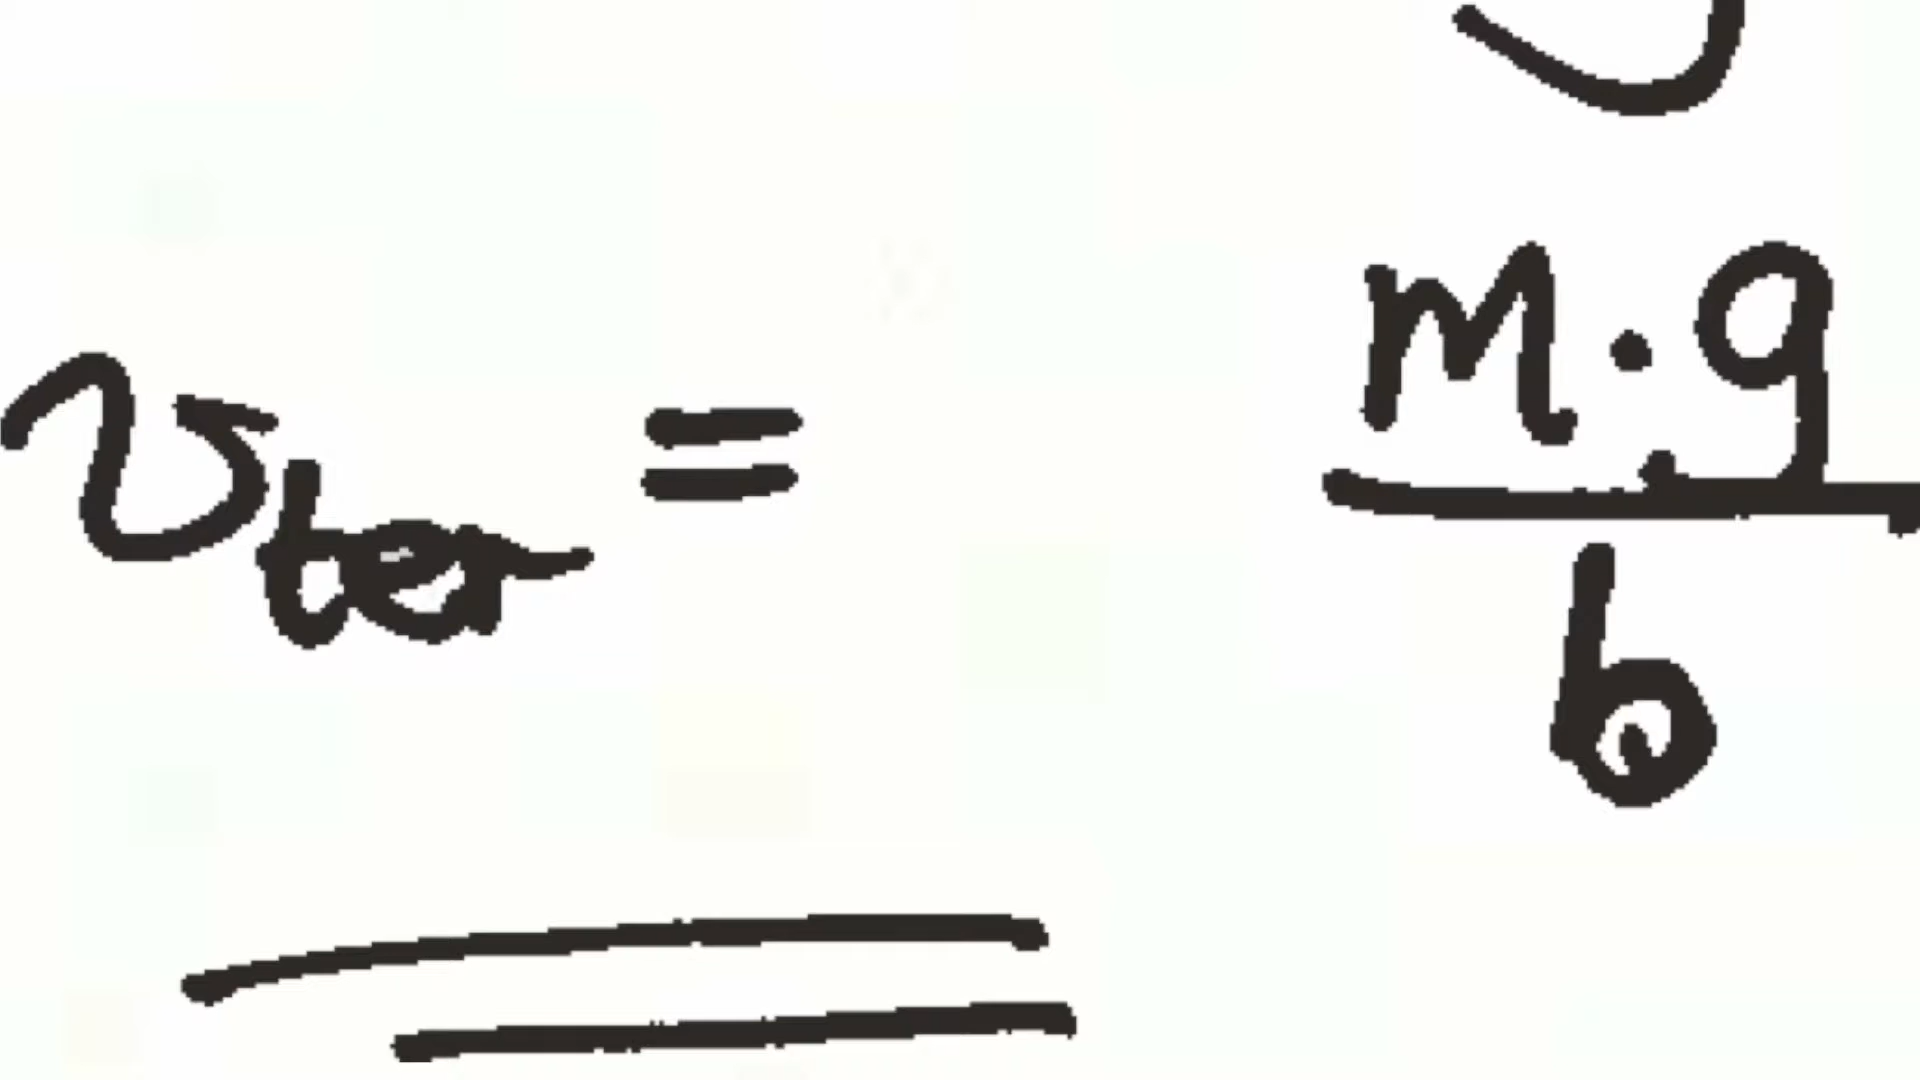 v_ter = m.g / b